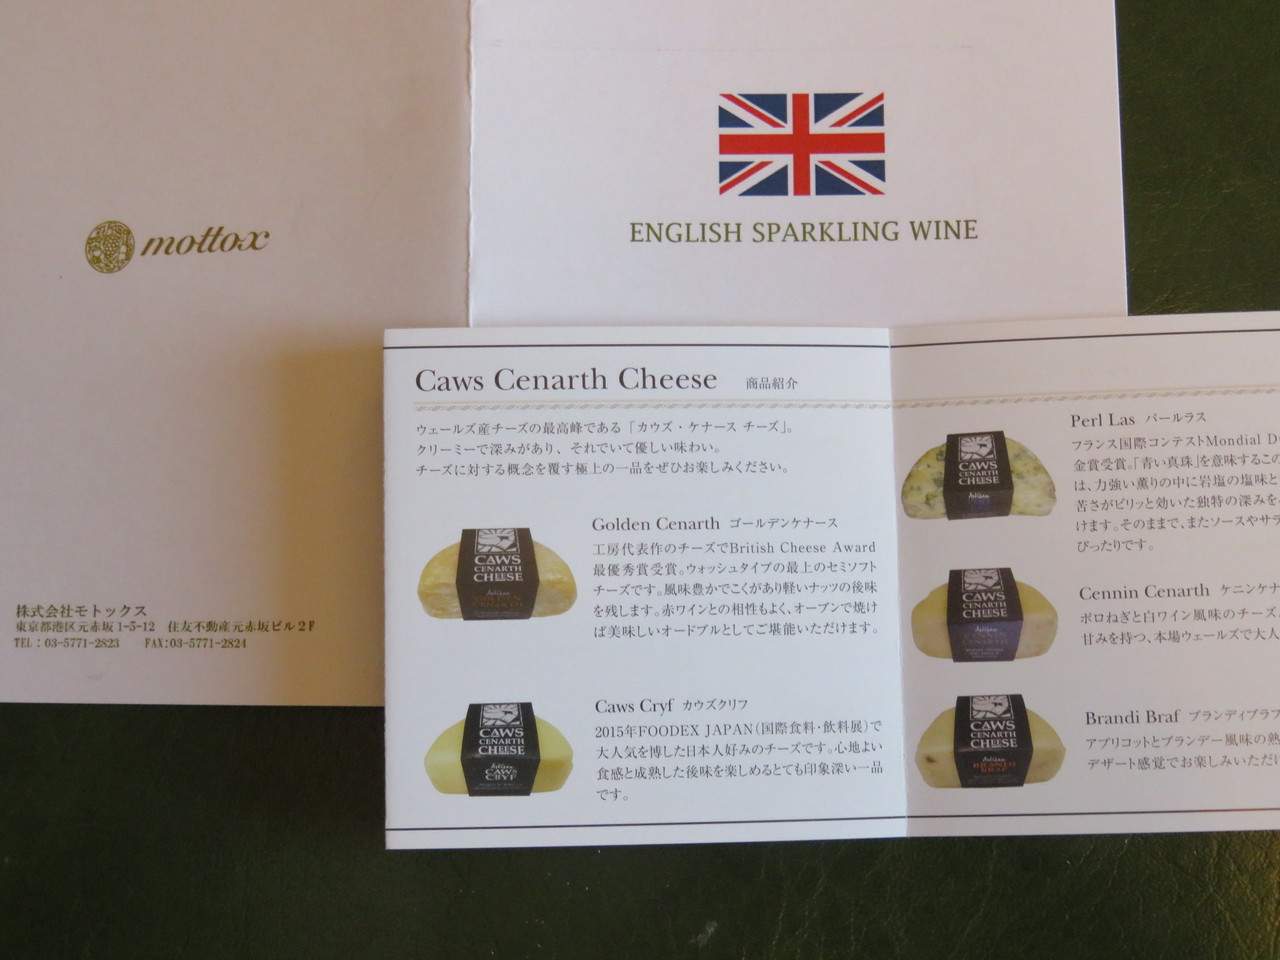 mottox
株式会社モトックス
東京都港区元赤坂1-5-12 住友不動産元赤坂ビル2F
TEL：03-5771-2823 FAX:03-5771-2824
ENGLISH SPARKLING WINE
Caws Cenarth Cheese 商品紹介
ウェールズ産チーズの最高峰である「カウズ・ケナース チーズ」。
クリーミーで深みがあり、それでいて優しい味わい。
チーズに対する概念を覆す極上の一品をぜひお楽しみください。
CAWS
CENARTH
CHEESE
Artisan
GOLDEN
CENARTH
Golden Cenarth ゴールデンケナース
工房代表作のチーズでBritish Cheese Award
最優秀賞受賞。ウォッシュタイプの最上のセミソフト
チーズです。風味豊かでこくがあり軽いナッツの後味
を残します。赤ワインとの相性もよく、オーブンで焼け
ば美味しいオードブルとしてご堪能いただけます。
CAWS
CENARTH
CHEESE
Artisan
CAWS
CRYF
Caws Cryf カウズクリフ
2015年FOODEX JAPAN(国際食料・飲料展)で
大人気を博した日本人好みのチーズです。心地よい
食感と成熟した後味を楽しめるとても印象深い一品
です。
CAWS
CENARTH
CHEESE
Artisan
Perl Las パールラス
フランス国際コンテストMondial D
金賞受賞。「青い真珠」を意味するこの
は、力強い薫りの中に岩塩の塩味と
苦さがピリッと効いた独特の深みを
けます。そのままで、またソースやサラ
ぴったりです。
CAWS
CENARTH
CHEESE
Artisan
Cennin Cenarth ケニンケナ
ポロねぎと白ワイン風味のチーズ
甘みを持つ、本場ウェールズで大人
CAWS
CENARTH
CHEESE
Artisan
BRANDI
BRAF
Brandi Braf ブランディブラフ
アプリコットとブランデー風味の熟
デザート感覚でお楽しみいただけ